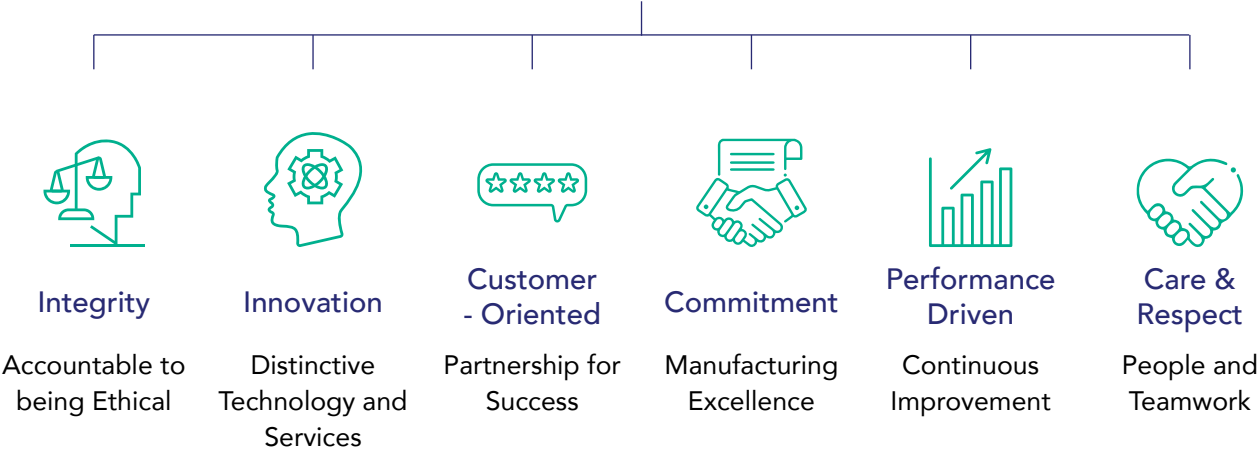 Integrity
Accountable to
being Ethical
Innovation
Distinctive
Technology and
Services
Customer
- Oriented
Partnership for
Success
Commitment
Manufacturing
Excellence
Performance
Driven
Continuous
Improvement
Care &
Respect
People and
Teamwork